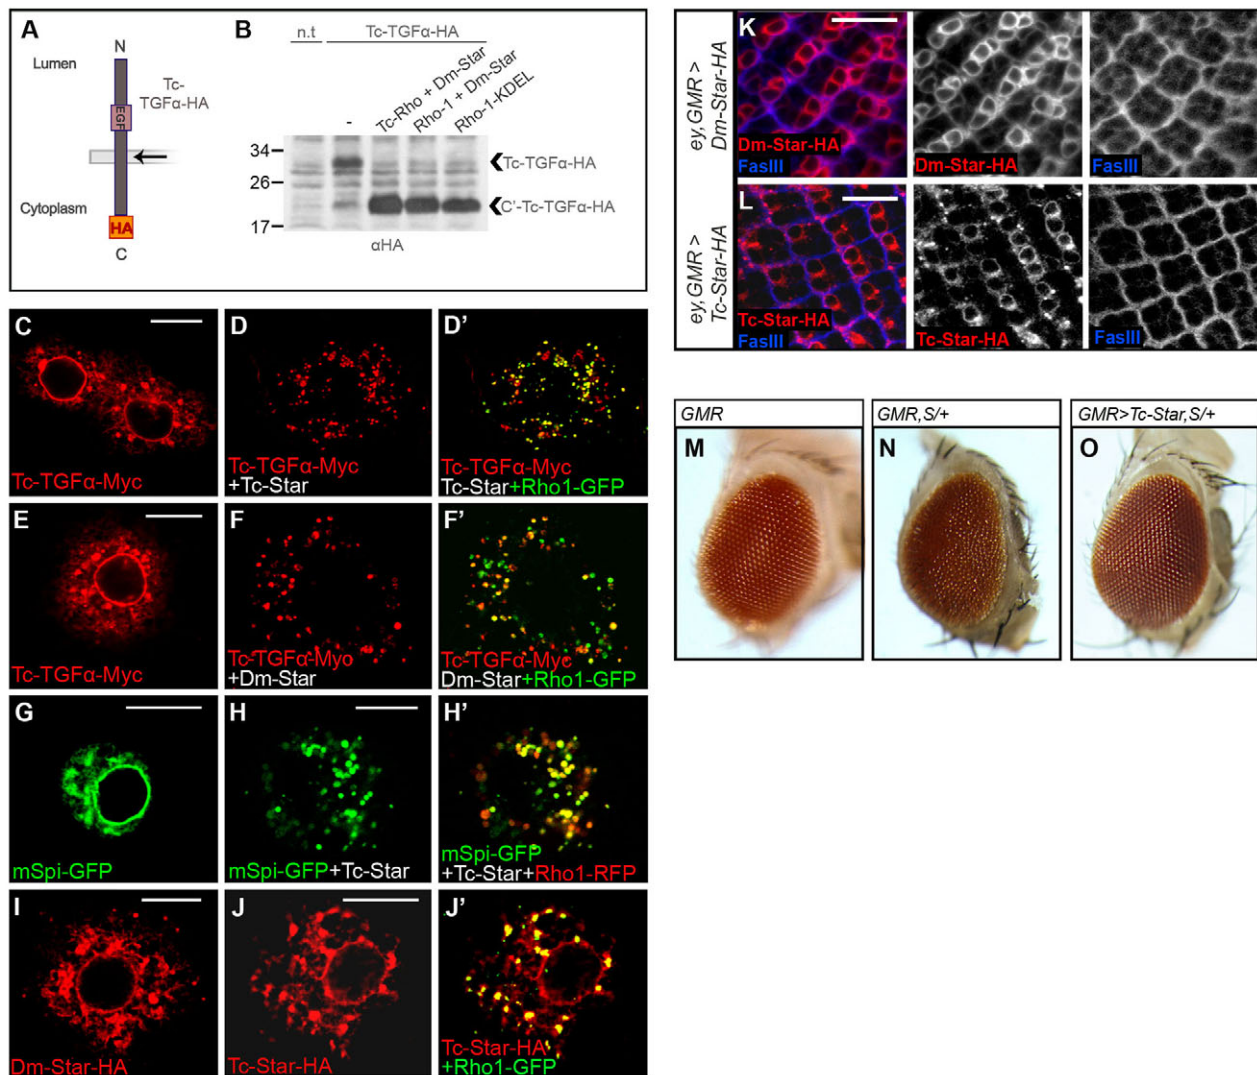 A
N
Lumen
Tc-
TGFα-HA
EGF
Cytoplasm
HA
C
B
n.t
Tc-TGFα-HA
-
Tc-Rho + Dm-Star
Rho-1 + Dm-Star
Rho-1-KDEL
34
26
17
Tc-TGFα-HA
C'-Tc-TGFα-HA
αHA
C
Tc-TGFα-Myc
D
Tc-TGFα-Myc
+Tc-Star
D'
Tc-TGFα-Myc
Tc-Star+Rho1-GFP
E
Tc-TGFα-Myc
F
Tc-TGFα-Myo
+Dm-Star
F'
Tc-TGFα-Myc
Dm-Star+Rho1-GFP
G
mSpi-GFP
H
mSpi-GFP+Tc-Star
H'
mSpi-GFP
+Tc-Star+Rho1-RFP
I
Dm-Star-HA
J
Tc-Star-HA
J'
Tc-Star-HA
+Rho1-GFP
ey,GMR >
Dm-Star-HA
K
Dm-Star-HA
FasIII
Dm-Star-HA
FasIII
ey,GMR >
Tc-Star-HA
L
Tc-Star-HA
FasIII
Tc-Star-HA
FasIII
GMR
GMR,S/+
GMR>Tc-Star,S/+
M
N
O